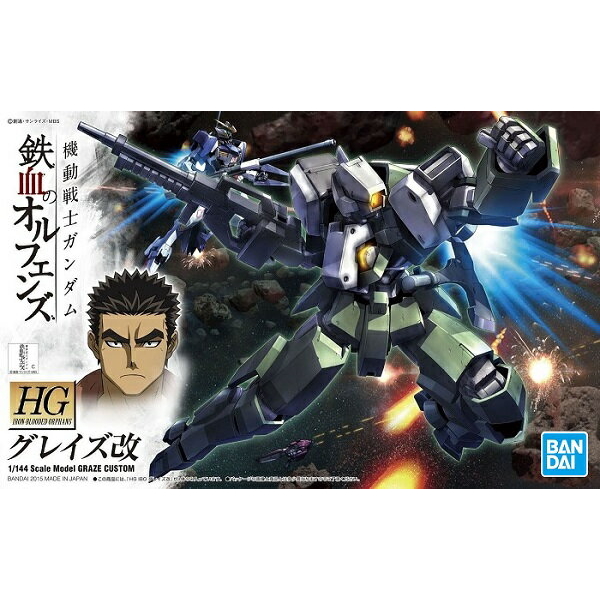 ©創通・サンライズ・MBS
機動戦士ガンダム
鉄血のオルフェンズ
HG
IRON-BLOODED ORPHANS
グレイズ改
1/144 Scale Model GRAZE CUSTOM
BANDAI 2015 MADE IN JAPAN
BAN
DAI